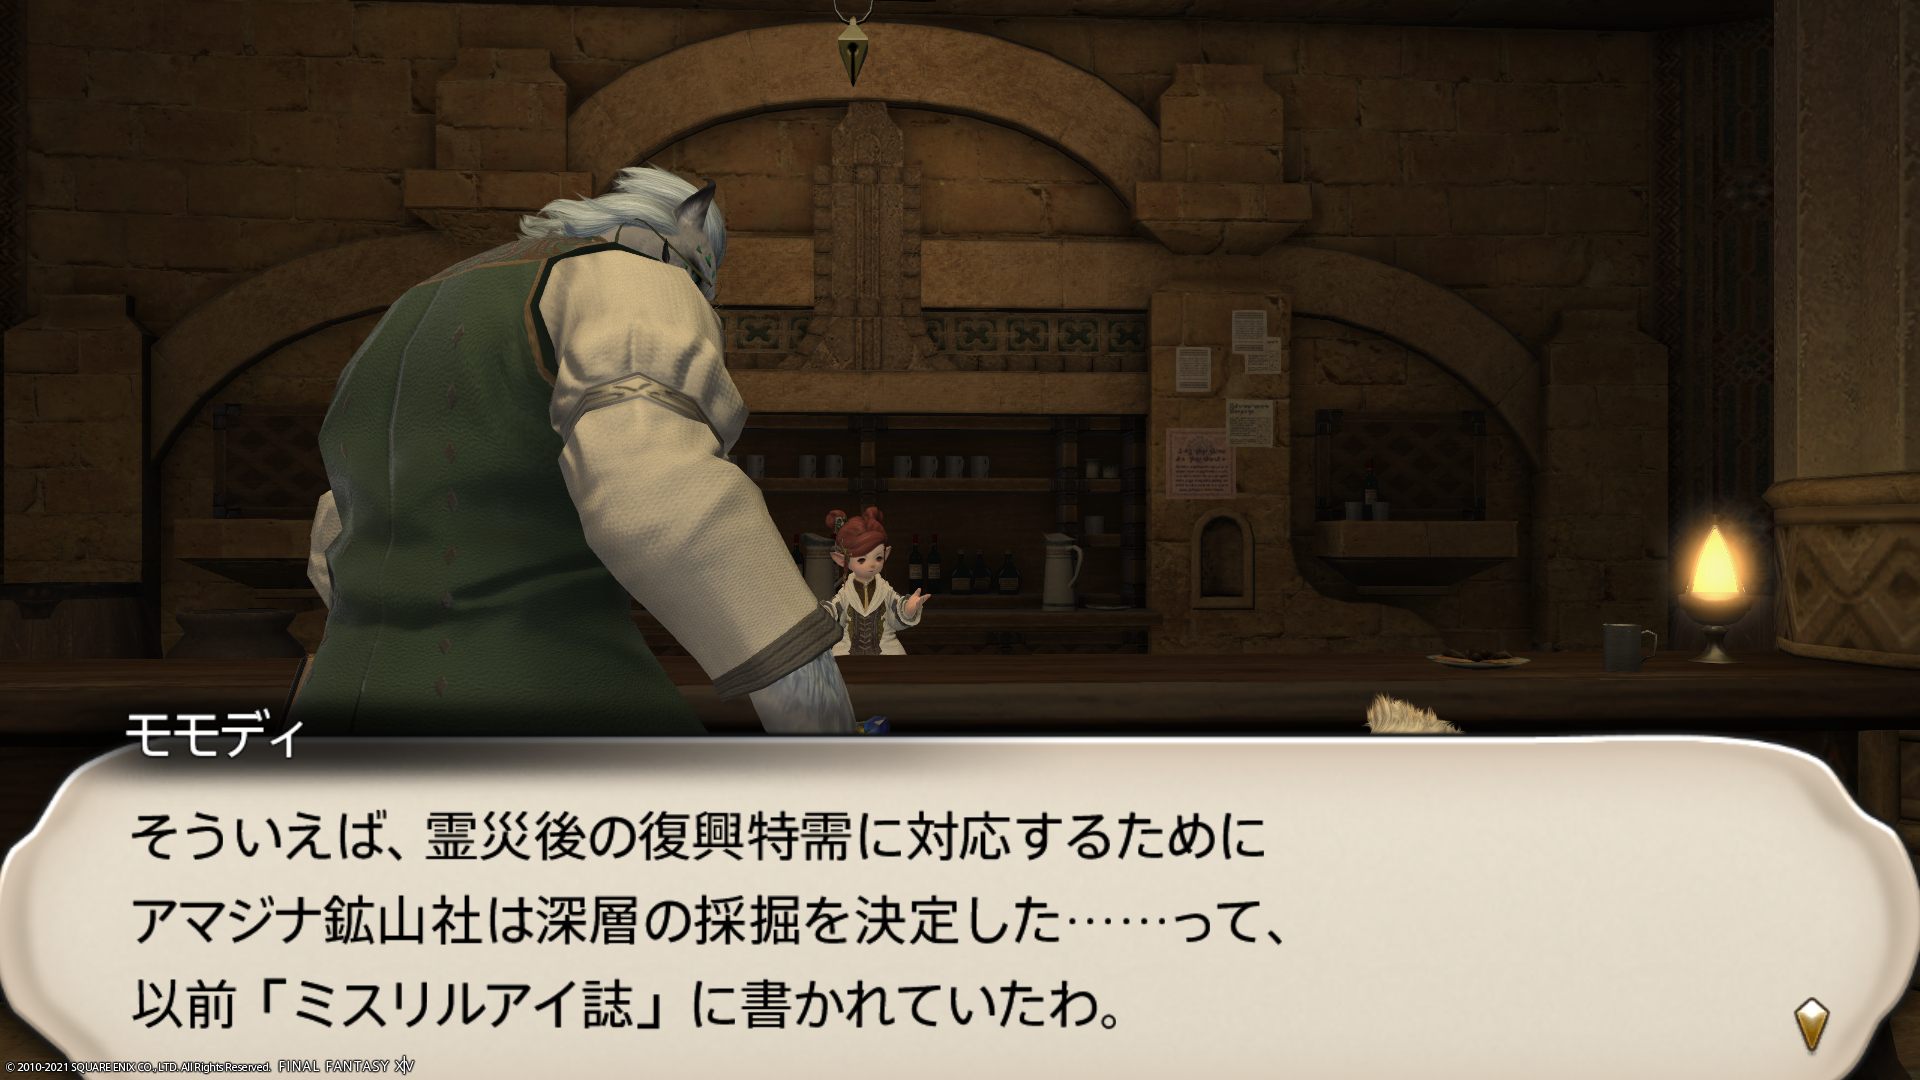 モモディ
そういえば、霊災後の復興特需に対応するために
アマジナ鉱山社は深層の採掘を決定した……って、
以前「ミスリルアイ誌」に書かれていたわ。
© 2010-2021 SQUARE ENIX CO., LTD. All Rights Reserved. FINAL FANTASY XIV